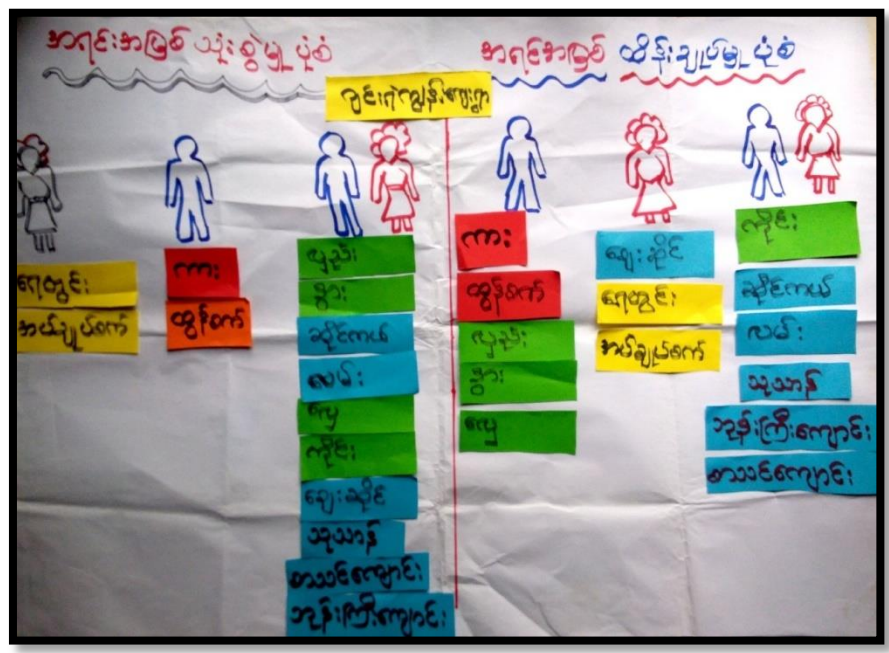 အရင်းအမြစ် သုံးစွဲမှု ပုံစံ
အရင်အမြစ် ထိန်းချုပ်မှု ပုံစံ
ရေတွင်း
အပ်ချုပ်စက်
ကား
ထွန်စက်
လှည်း
နွား
ဆိုင်ကယ်
လမ်း
လှေ
ကိုင်း
ဈေးဆိုင်
သုသာန်
စာသင်ကျောင်း
ဘုန်းကြီးကျောင်း
ကား
ထွန်စက်
လှည်း
နွား
လှေ
ဈေးဆိုင်
ရေတွင်း
အပ်ချုပ်စက်
ကိုင်း
ဆိုင်ကယ်
လမ်း
သုသာန်
ဘုန်းကြီးကျောင်း
စာသင်ကျောင်း